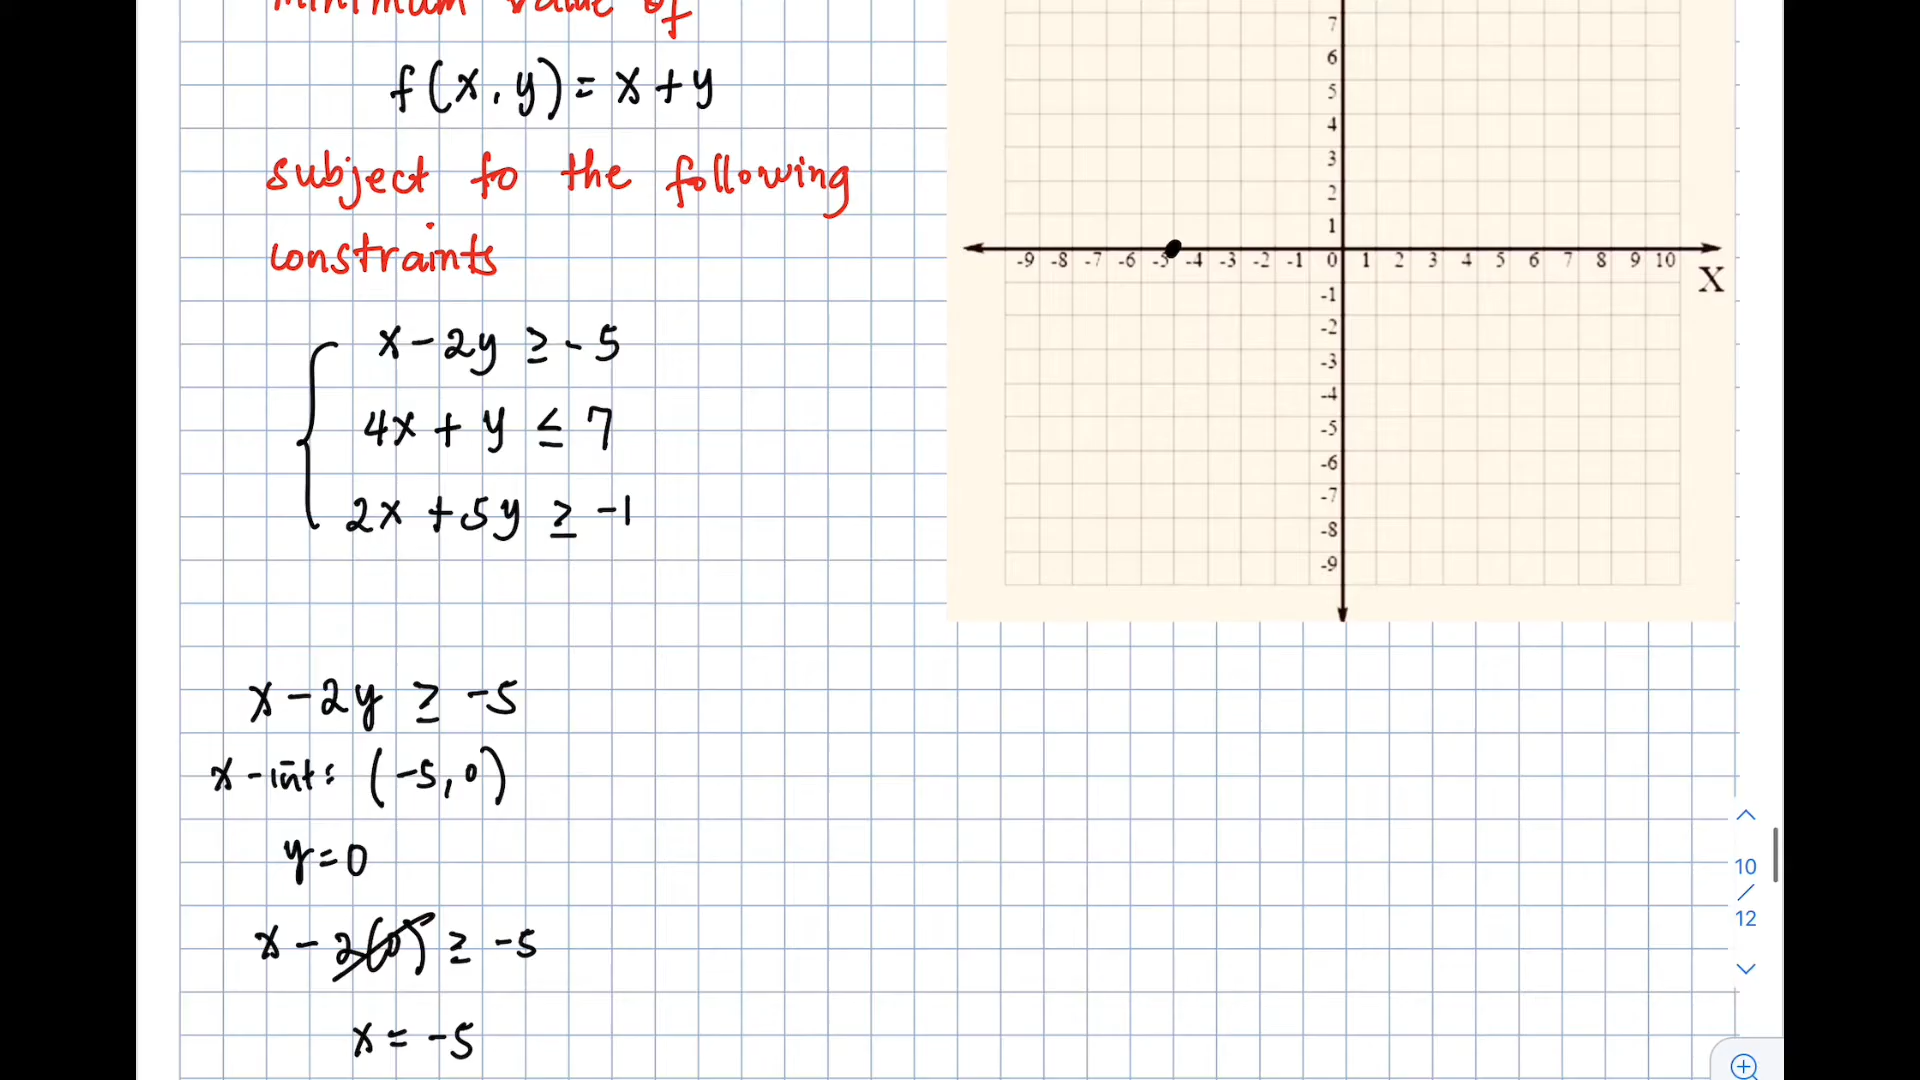 minimum value of
f(x,y)= x+y
subject to the following
constraints
x-2y ≥ -5
4x + y ≤ 7
2x +5y ≥ -1
x-2y ≥ -5
x-int: (-5,0)
y=0
x - 2(0) ≥ -5
x = -5
7
6
5
4
3
2
1
-9 -8 -7 -6 -5 -4 -3 -2 -1 0 1 2 3 4 5 6 7 8 9 10
X
-1
-2
-3
-4
-5
-6
-7
-8
-9
10
/
12